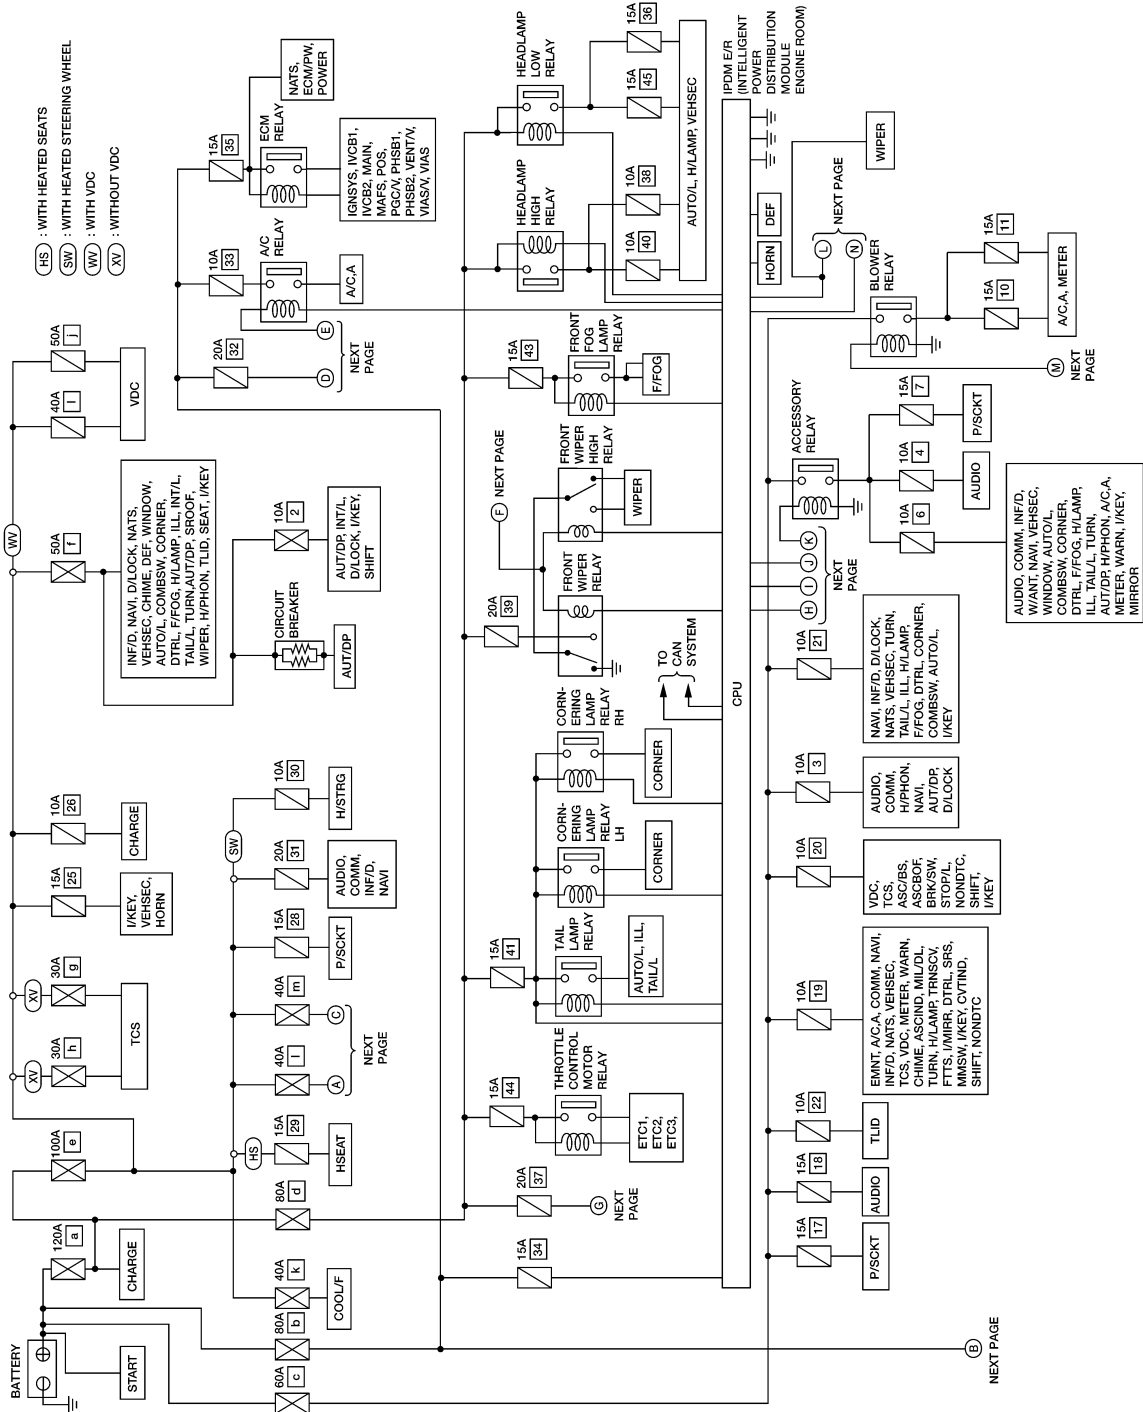 HS : WITH HEATED SEATS
SW : WITH HEATED STEERING WHEEL
WV : WITH VDC
XV : WITHOUT VDC
BATTERY
START
120A
a
CHARGE
100A
e
XV
30A
h
XV
30A
g
TCS
15A
25
I/KEY,
VEHSEC,
HORN
10A
26
CHARGE
WV
50A
f
INF/D, NAVI, D/LOCK, NATS,
VEHSEC, CHIME, DEF, WINDOW,
AUTO/L, COMBSW, CORNER,
DTRL, F/FOG, H/LAMP, ILL, INT/L,
TAIL/L, TURN,AUT/DP, SROOF,
WIPER, H/PHON, TLID, SEAT, I/KEY
40A
I
50A
j
VDC
60A
c
80A
b
40A
k
COOL/F
80A
d
HS
15A
29
HSEAT
40A
l
A
40A
m
C
NEXT
PAGE
15A
28
P/SCKT
SW
20A
31
AUDIO,
COMM,
INF/D,
NAVI
10A
30
H/STRG
CIRCUIT
BREAKER
AUT/DP
10A
2
AUT/DP, INT/L,
D/LOCK, I/KEY,
SHIFT
20A
32
D
E
NEXT
PAGE
10A
33
A/C
RELAY
A/C,A
15A
35
ECM
RELAY
NATS,
ECM/PW,
POWER
IGNSYS, IVCB1,
IVCB2, MAIN,
MAFS, POS,
PGC/V, PHSB1,
PHSB2, VENT/V,
VIAS/V, VIAS
15A
34
20A
37
G
NEXT
PAGE
15A
44
THROTTLE
CONTROL
MOTOR
RELAY
ETC1,
ETC2,
ETC3,
15A
41
TAIL
LAMP
RELAY
AUTO/L, ILL,
TAIL/L
CORN-
ERING
LAMP
RELAY
LH
CORNER
CORN-
ERING
LAMP
RELAY
RH
CORNER
TO
CAN
SYSTEM
20A
39
FRONT
WIPER
RELAY
F NEXT PAGE
FRONT
WIPER
HIGH
RELAY
WIPER
15A
43
FRONT
FOG
LAMP
RELAY
F/FOG
HEADLAMP
HIGH
RELAY
10A
40
10A
38
HEADLAMP
LOW
RELAY
15A
45
15A
36
AUTO/L, H/LAMP, VEHSEC
CPU
IPDM E/R
(INTELLIGENT
POWER
DISTRIBUTION
MODULE
ENGINE ROOM)
HORN
DEF
WIPER
L
N
NEXT PAGE
B
NEXT PAGE
15A
17
P/SCKT
15A
18
AUDIO
10A
22
TLID
10A
19
EMNT, A/C,A, COMM, NAVI,
INF/D, NATS, VEHSEC,
TCS, VDC, METER, WARN,
CHIME, ASCIND, MIL/DL,
TURN, H/LAMP, TRNSCV,
FTTS, I/MIRR, DTRL, SRS,
MMSW, I/KEY, CVTIND,
SHIFT, NONDTC
10A
20
VDC,
TCS,
ASC/BS,
ASCBOF,
BRK/SW,
STOP/L,
NONDTC,
SHIFT,
I/KEY
10A
3
AUDIO,
COMM,
H/PHON,
NAVI,
AUT/DP,
D/LOCK
10A
21
NAVI, INF/D, D/LOCK,
NATS, VEHSEC, TURN,
TAIL/L, ILL, H/LAMP,
F/FOG, DTRL, CORNER,
COMBSW, AUTO/L,
I/KEY
H
I
J
K
NEXT
PAGE
ACCESSORY
RELAY
10A
6
AUDIO, COMM, INF/D,
W/ANT, NAVI, VEHSEC,
WINDOW, AUTO/L,
COMBSW, CORNER,
DTRL, F/FOG, H/LAMP,
ILL, TAIL/L, TURN,
AUT/DP, H/PHON, A/C,A,
METER, WARN, I/KEY,
MIRROR
10A
4
AUDIO
15A
7
P/SCKT
M
NEXT
PAGE
BLOWER
RELAY
15A
10
15A
11
A/C,A, METER